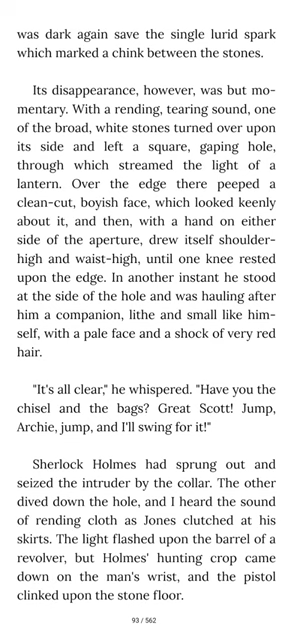 was dark again save the single lurid spark
which marked a chink between the stones.
Its disappearance, however, was but mo-
mentary. With a rending, tearing sound, one
of the broad, white stones turned over upon
its side and left a square, gaping hole,
through which streamed the light of a
lantern. Over the edge there peeped a
clean-cut, boyish face, which looked keenly
about it, and then, with a hand on either
side of the aperture, drew itself shoulder-
high and waist-high, until one knee rested
upon the edge. In another instant he stood
at the side of the hole and was hauling after
him a companion, lithe and small like him-
self, with a pale face and a shock of very red
hair.
"It's all clear," he whispered. "Have you the
chisel and the bags? Great Scott! Jump,
Archie, jump, and I'll swing for it!"
Sherlock Holmes had sprung out and
seized the intruder by the collar. The other
dived down the hole, and I heard the sound
of rending cloth as Jones clutched at his
skirts. The light flashed upon the barrel of a
revolver, but Holmes' hunting crop came
down on the man's wrist, and the pistol
clinked upon the stone floor.
93 / 562